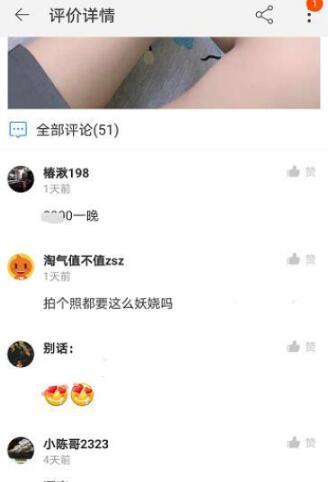 评价详情
1
全部评论(51)
椿湫198
赞
1天前
00一晚
淘气值不值zsz
赞
1天前
拍个照都要这么妖娆吗
别话：
赞
小陈哥2323
赞
4天前